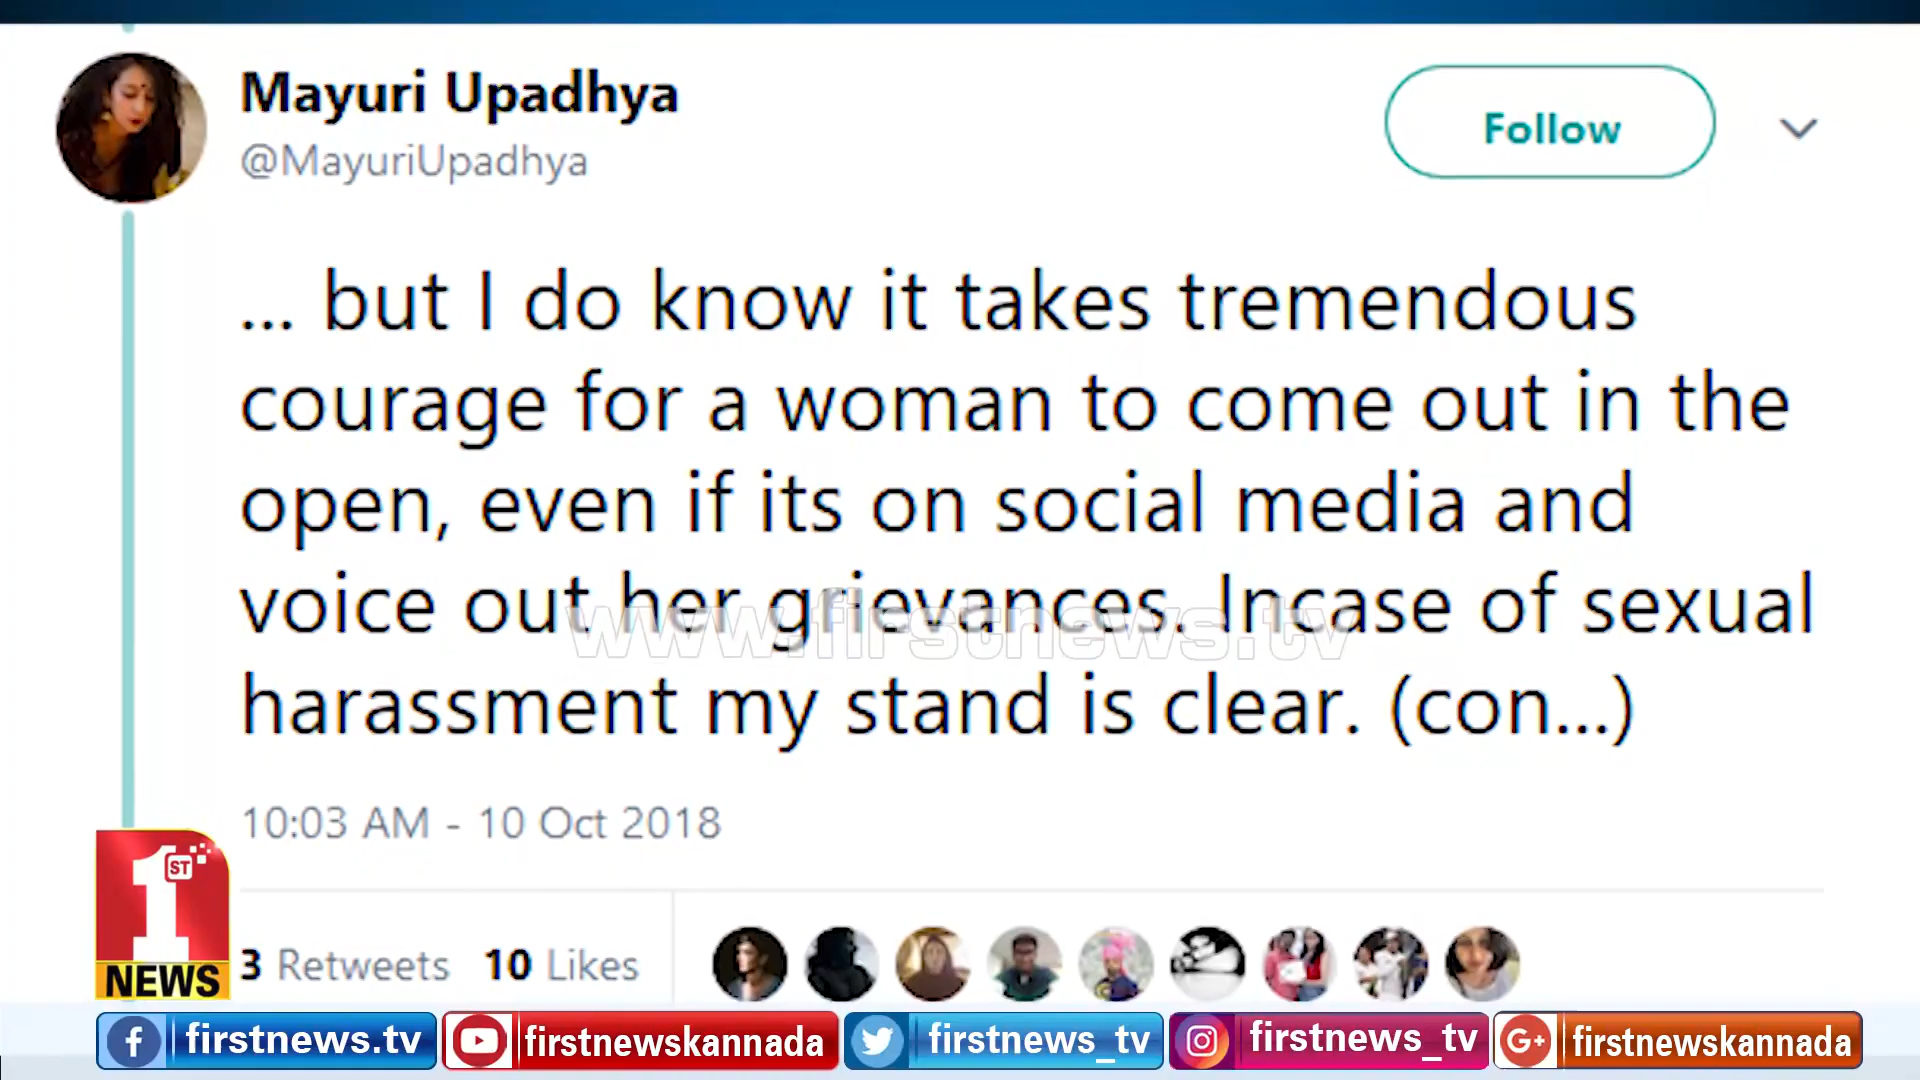 Mayuri Upadhya
Follow
@MayuriUpadhya
... but I do know it takes tremendous
courage for a woman to come out in the
open, even if its on social media and
voice out her grievances. Incase of sexual
harassment my stand is clear. (con...)
www.firstnews.tv
10:03 AM - 10 Oct 2018
1ST
NEWS
3 Retweets 10 Likes
firstnews.tv firstnewskannada firstnews_tv firstnews_tv G+ firstnewskannada